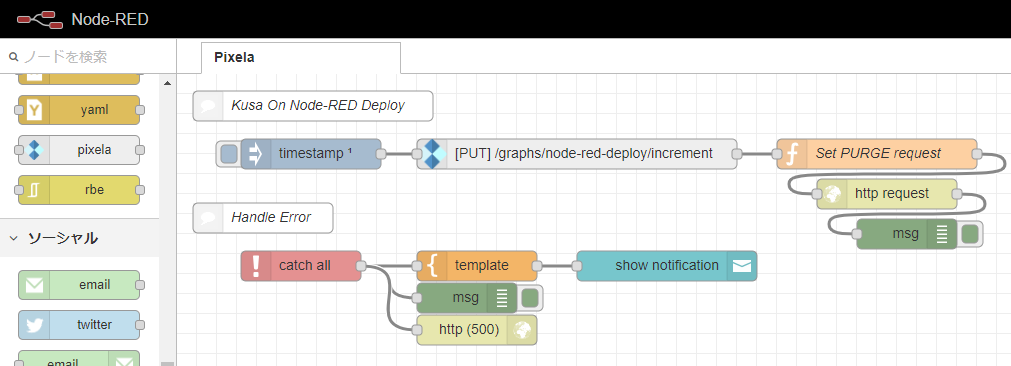 Node-RED
ノードを検索
Pixela
yaml
pixela
rbe
ソーシャル
email
twitter
email
Kusa On Node-RED Deploy
timestamp ¹
[PUT] /graphs/node-red-deploy/increment
Set PURGE request
http request
msg
Handle Error
catch all
template
show notification
msg
http (500)